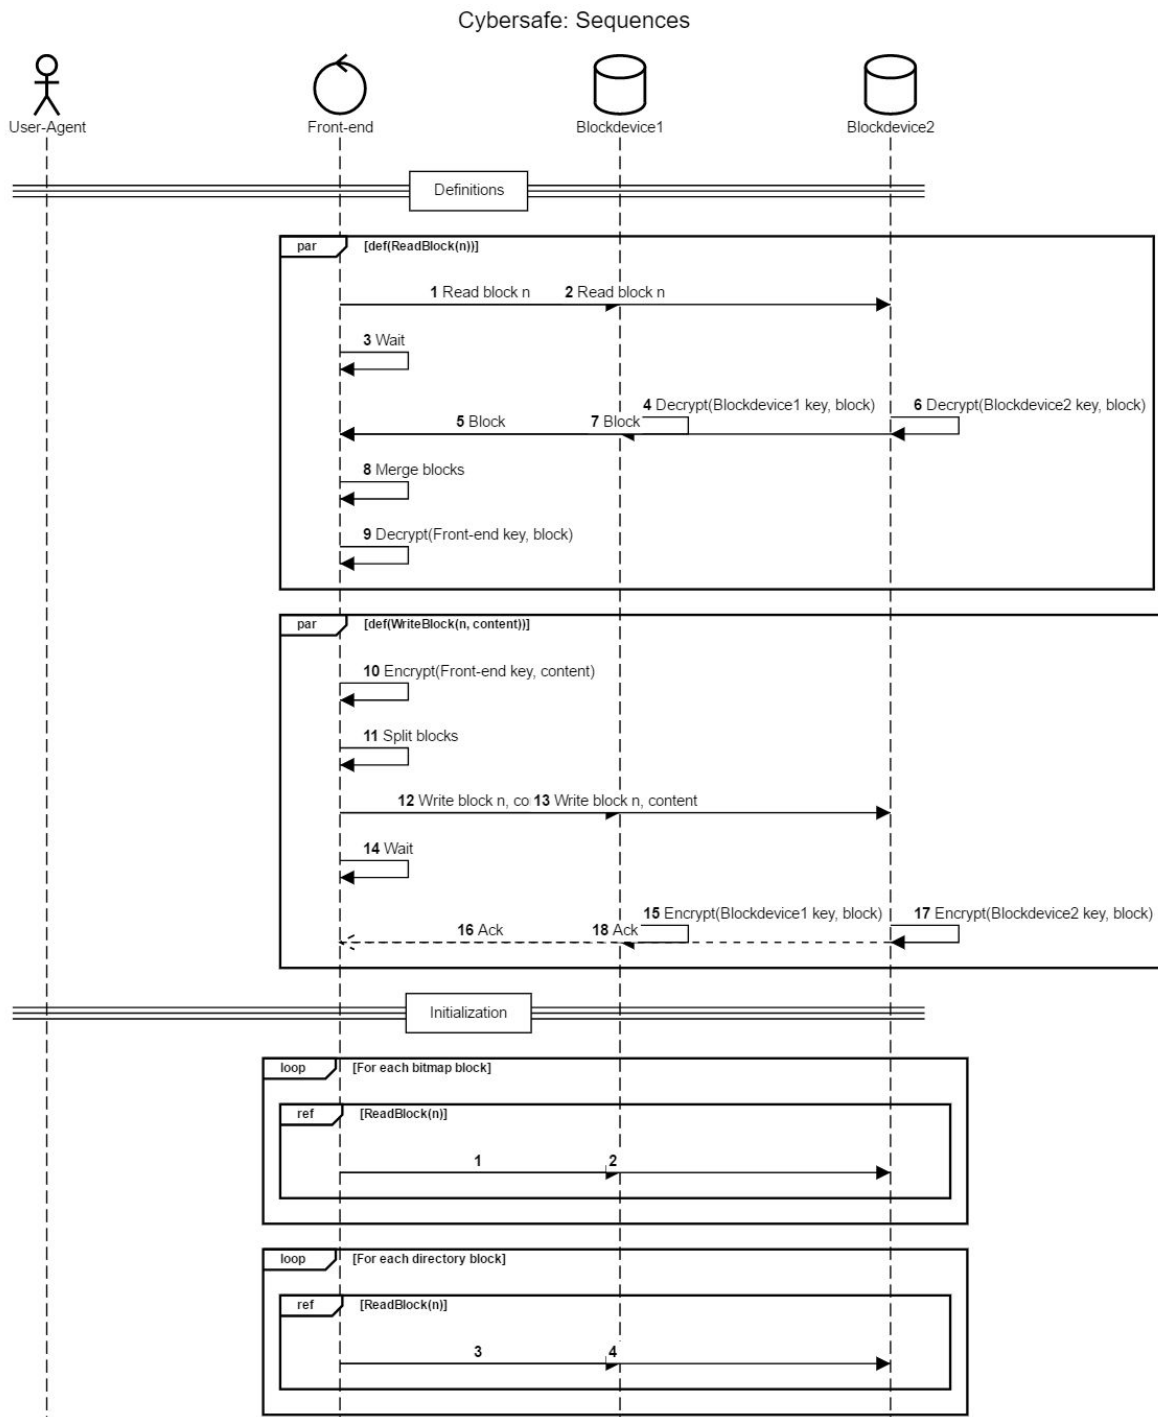 Cybersafe: Sequences
User-Agent
Front-end
Blockdevice1
Blockdevice2
Definitions
par [def(ReadBlock(n))]
1 Read block n 2 Read block n
3 Wait
4 Decrypt(Blockdevice1 key, block) 6 Decrypt(Blockdevice2 key, block)
5 Block 7 Block
8 Merge blocks
9 Decrypt(Front-end key, block)
par [def(WriteBlock(n, content))]
10 Encrypt(Front-end key, content)
11 Split blocks
12 Write block n, co 13 Write block n, content
14 Wait
15 Encrypt(Blockdevice1 key, block) 17 Encrypt(Blockdevice2 key, block)
16 Ack 18 Ack
Initialization
loop [For each bitmap block]
ref [ReadBlock(n)]
1 2
loop [For each directory block]
ref [ReadBlock(n)]
3 4